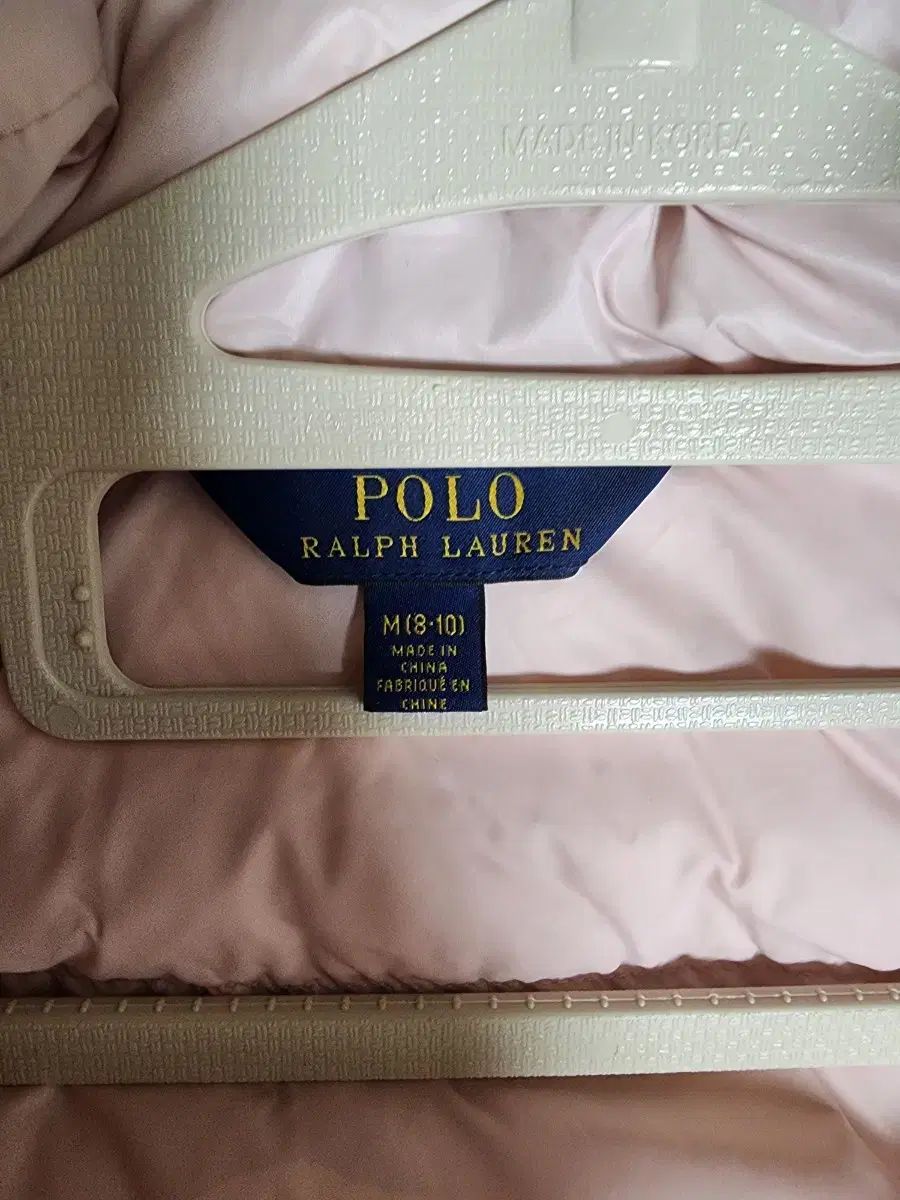 MADE IN KOREA
POLO
RALPH LAUREN
M(8·10)
MADE IN
CHINA
FABRIQUÉ EN
CHINE